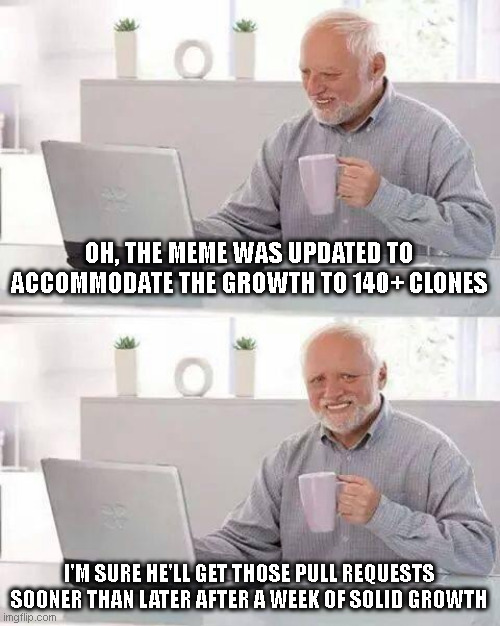 OH, THE MEME WAS UPDATED TO
ACCOMMODATE THE GROWTH TO 140+ CLONES
I'M SURE HE'LL GET THOSE PULL REQUESTS
SOONER THAN LATER AFTER A WEEK OF SOLID GROWTH
imgflip.com